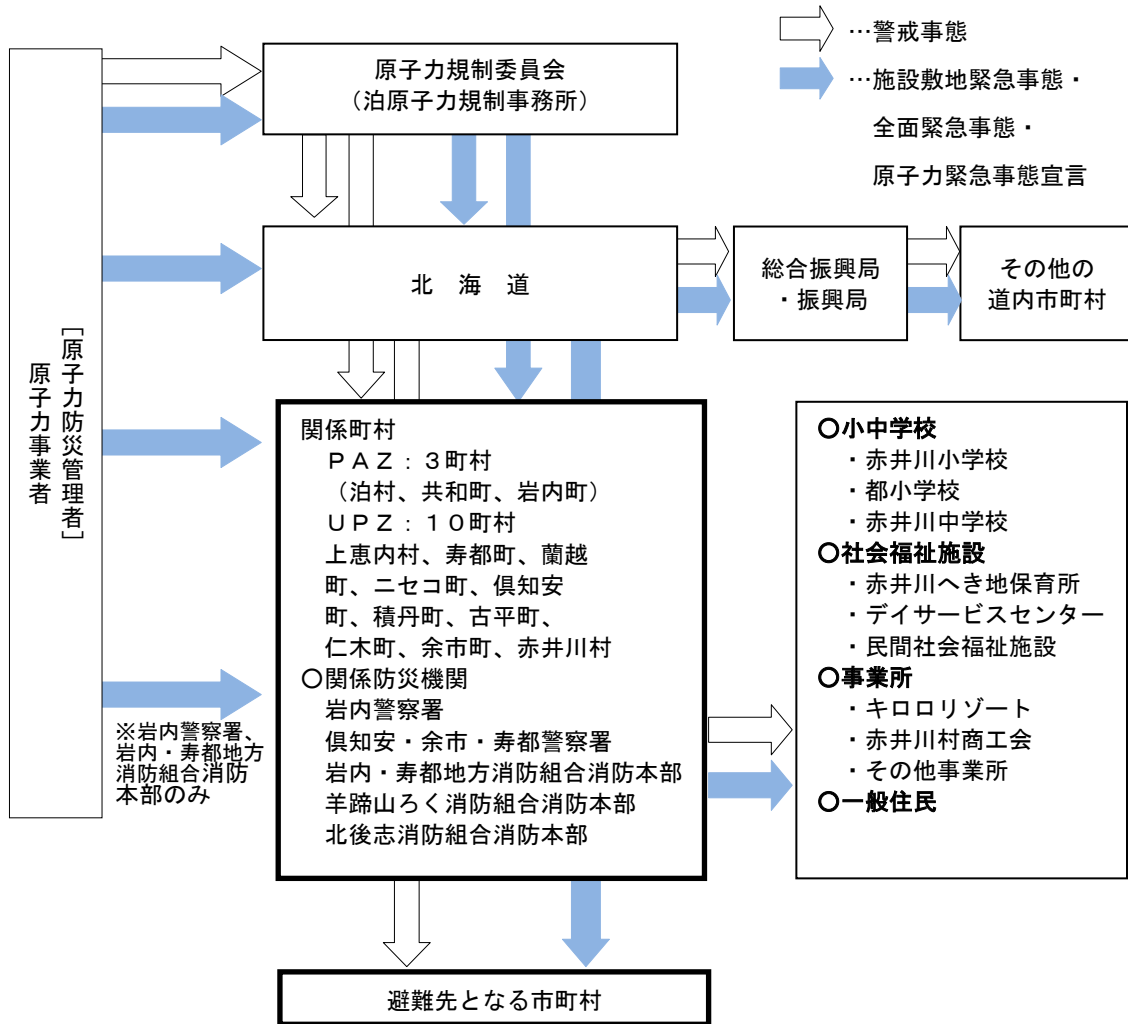 …警戒事態
…施設敷地緊急事態・
全面緊急事態・
原子力緊急事態宣言
原子力事業者
[原子力防災管理者]
原子力規制委員会
（泊原子力規制事務所）
北　海　道
総合振興局
・振興局
その他の
道内市町村
関係町村
ＰＡＺ：３町村
（泊村、共和町、岩内町）
ＵＰＺ：１０町村
上恵内村、寿都町、蘭越
町、ニセコ町、倶知安
町、積丹町、古平町、
仁木町、余市町、赤井川村
○関係防災機関
岩内警察署
倶知安・余市・寿都警察署
岩内・寿都地方消防組合消防本部
羊蹄山ろく消防組合消防本部
北後志消防組合消防本部
※岩内警察署、
岩内・寿都地方
消防組合消防
本部のみ
○小中学校
・赤井川小学校
・都小学校
・赤井川中学校
○社会福祉施設
・赤井川へき地保育所
・デイサービスセンター
・民間社会福祉施設
○事業所
・キロロリゾート
・赤井川村商工会
・その他事業所
○一般住民
避難先となる市町村